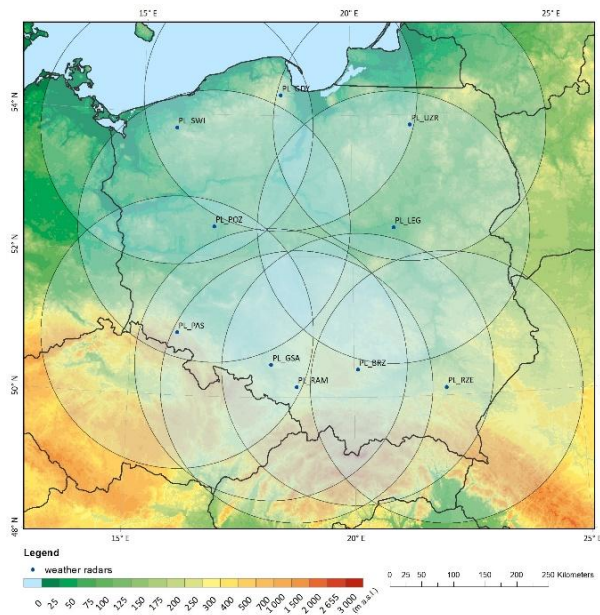 15° E 20° E 25° E
54° N
PL_GDY
PL_SWI
PL_UZR
PL_POZ
PL_LEG
52° N
PL_PAS
PL_GSA
PL_BRZ
PL_RAM
PL_RZE
50° N
48° N
15° E 20° E 25° E
Legend
weather radars
0 25 50 75 100 125 150 175 200 300 400 500 700 1 000 1 500 2 000 2 655 3 000 (m a.s.l.)
0 25 50 100 150 200 250 Kilometers